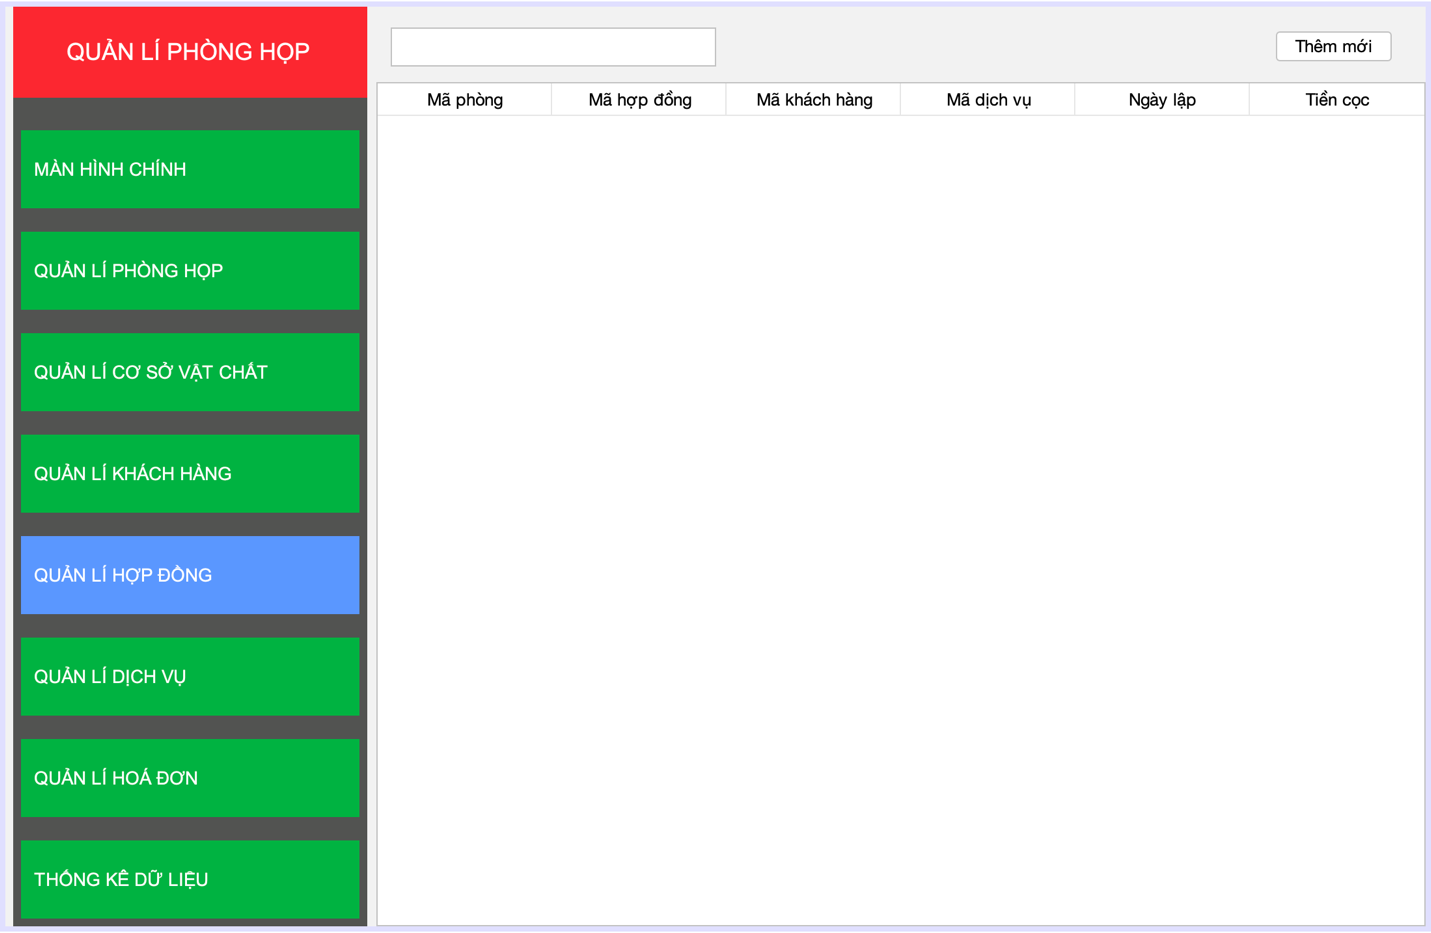 QUẢN LÍ PHÒNG HỌP
Thêm mới
Mã phòng Mã hợp đồng Mã khách hàng Mã dịch vụ Ngày lập Tiền cọc
MÀN HÌNH CHÍNH
QUẢN LÍ PHÒNG HỌP
QUẢN LÍ CƠ SỞ VẬT CHẤT
QUẢN LÍ KHÁCH HÀNG
QUẢN LÍ HỢP ĐỒNG
QUẢN LÍ DỊCH VỤ
QUẢN LÍ HOÁ ĐƠN
THỐNG KÊ DỮ LIỆU